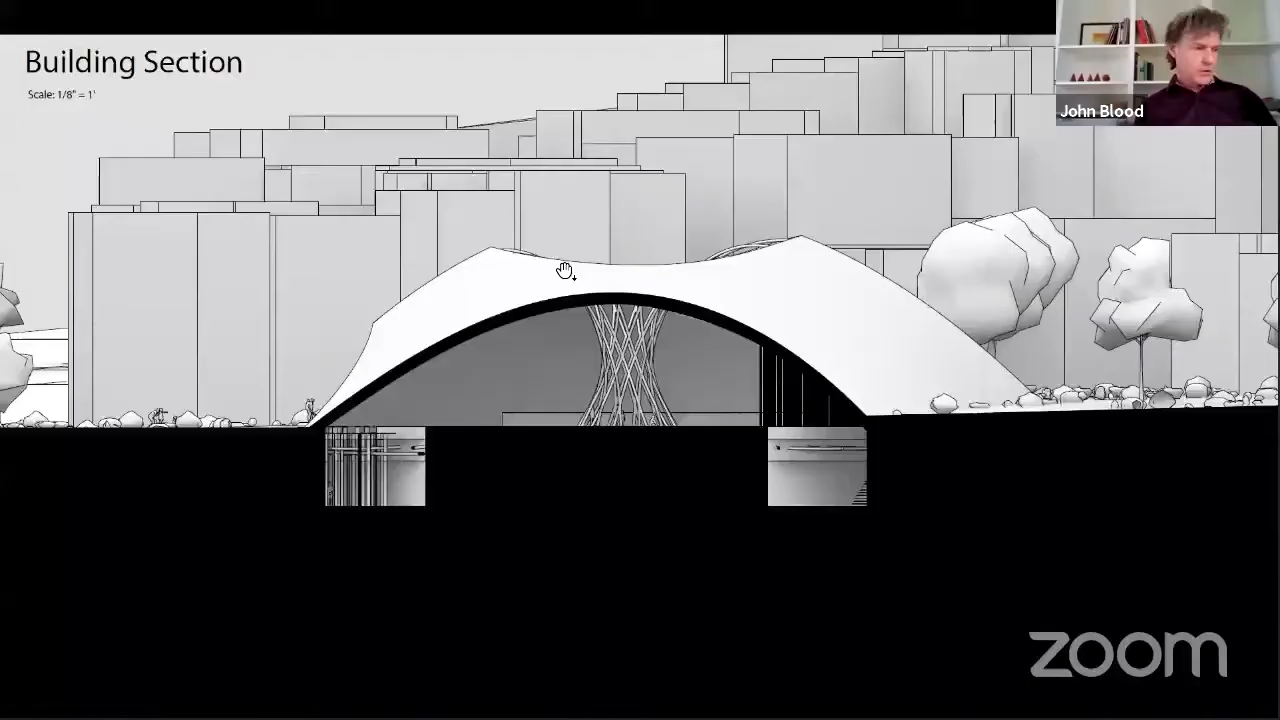 Building Section
Scale: 1/8" = 1'
John Blood
zoom